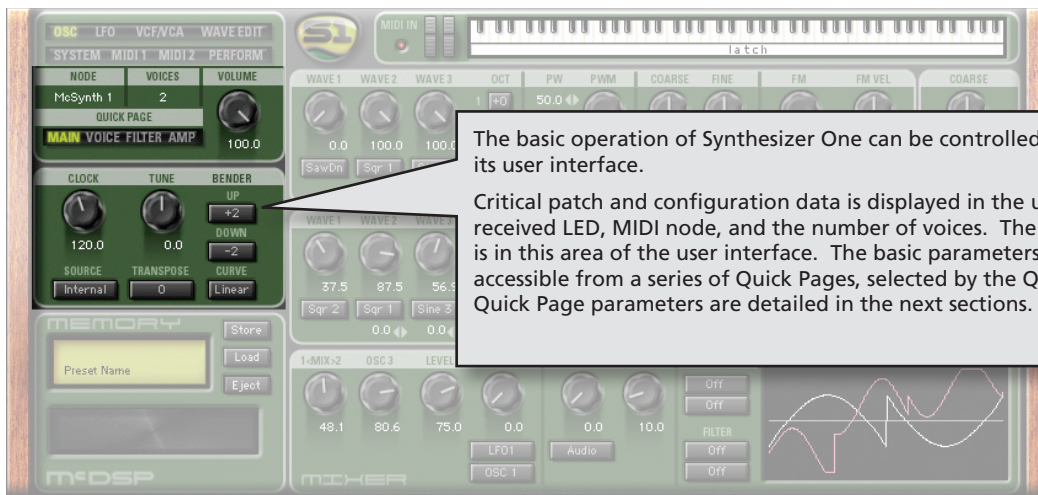 OSC LFO VCF/VCA WAVE EDIT
SYSTEM MIDI 1 MIDI 2 PERFORM
NODE VOICES VOLUME
McSynth 1 2
QUICK PAGE
MAIN VOICE FILTER AMP
100.0
CLOCK TUNE BENDER
UP
+2
DOWN
120.0 0.0 -2
SOURCE TRANSPOSE CURVE
Internal 0 Linear
MEMORY
Store
Load
Preset Name
Eject
McDSP
S1
MIDI IN
latch
WAVE 1 WAVE 2 WAVE 3 OCT PW PWM COARSE FINE FM FM VEL COARSE
1 +0 50.0
0.0 100.0 100.0
SawDn Sqr 1
The basic operation of Synthesizer One can be controlled
its user interface.
Critical patch and configuration data is displayed in the u
received LED, MIDI node, and the number of voices. The
is in this area of the user interface. The basic parameters
accessible from a series of Quick Pages, selected by the Q
Quick Page parameters are detailed in the next sections.
WAVE 1 WAVE 2
37.5 87.5 56.9
Sqr 2 Sqr 1 Sine 3
0.0 0.0
1<MIX>2 OSC 3 LEVEL
48.1 80.6 75.0 0.0 0.0 10.0
Off
Off
FILTER
LFO1 Audio Off
OSC 1 Off
MIXER